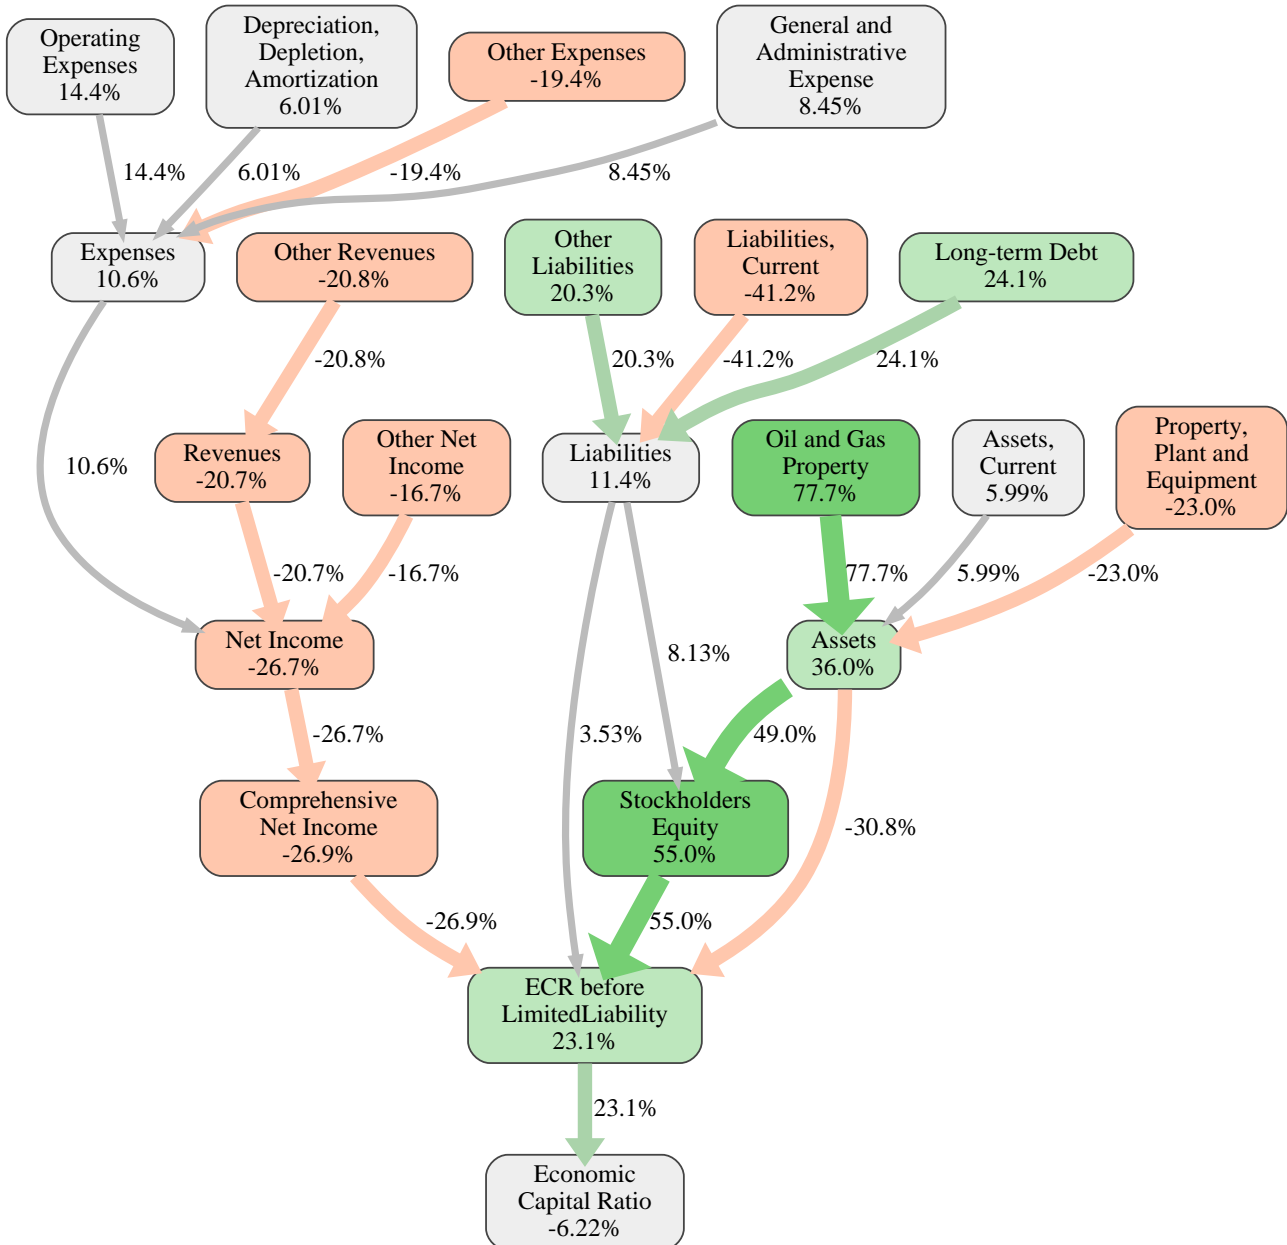 Operating
Expenses
14.4%
Depreciation,
Depletion,
Amortization
6.01%
Other Expenses
-19.4%
General and
Administrative
Expense
8.45%
14.4%
6.01%
-19.4%
8.45%
Expenses
10.6%
Other Revenues
-20.8%
Other
Liabilities
20.3%
Liabilities,
Current
-41.2%
Long-term Debt
24.1%
-20.8%
20.3%
-41.2%
24.1%
10.6%
Revenues
-20.7%
Other Net
Income
-16.7%
Liabilities
11.4%
Oil and Gas
Property
77.7%
Assets,
Current
5.99%
Property,
Plant and
Equipment
-23.0%
-20.7%
-16.7%
77.7%
5.99%
-23.0%
Net Income
-26.7%
8.13%
Assets
36.0%
-26.7%
3.53%
49.0%
Comprehensive
Net Income
-26.9%
Stockholders
Equity
55.0%
-30.8%
-26.9%
55.0%
ECR before
LimitedLiability
23.1%
23.1%
Economic
Capital Ratio
-6.22%